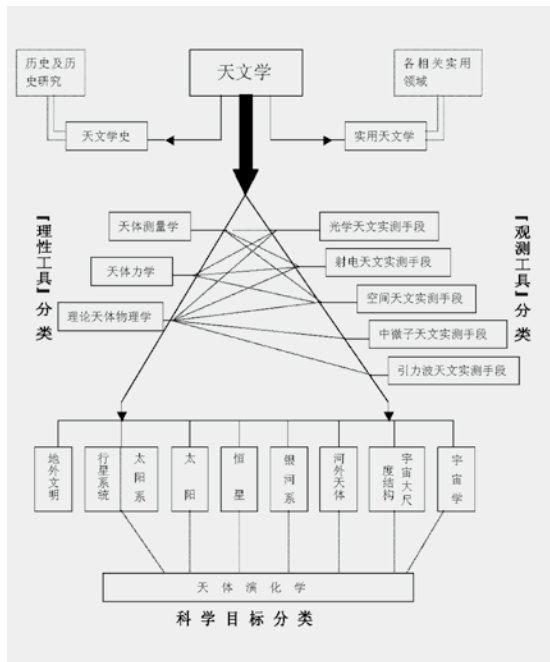 历史及历
史研究
天文学
各相关实用
领域
天文学史
实用天文学
『理性工具』分类
天体测量学
天体力学
理论天体物理学
光学天文实测手段
射电天文实测手段
空间天文实测手段
中微子天文实测手段
引力波天文实测手段
『观测工具』分类
地外文明
行星系统
太阳系
太阳
恒星
银河系
河外天体
宇宙大尺
度结构
宇宙学
天体演化学
科学目标分类